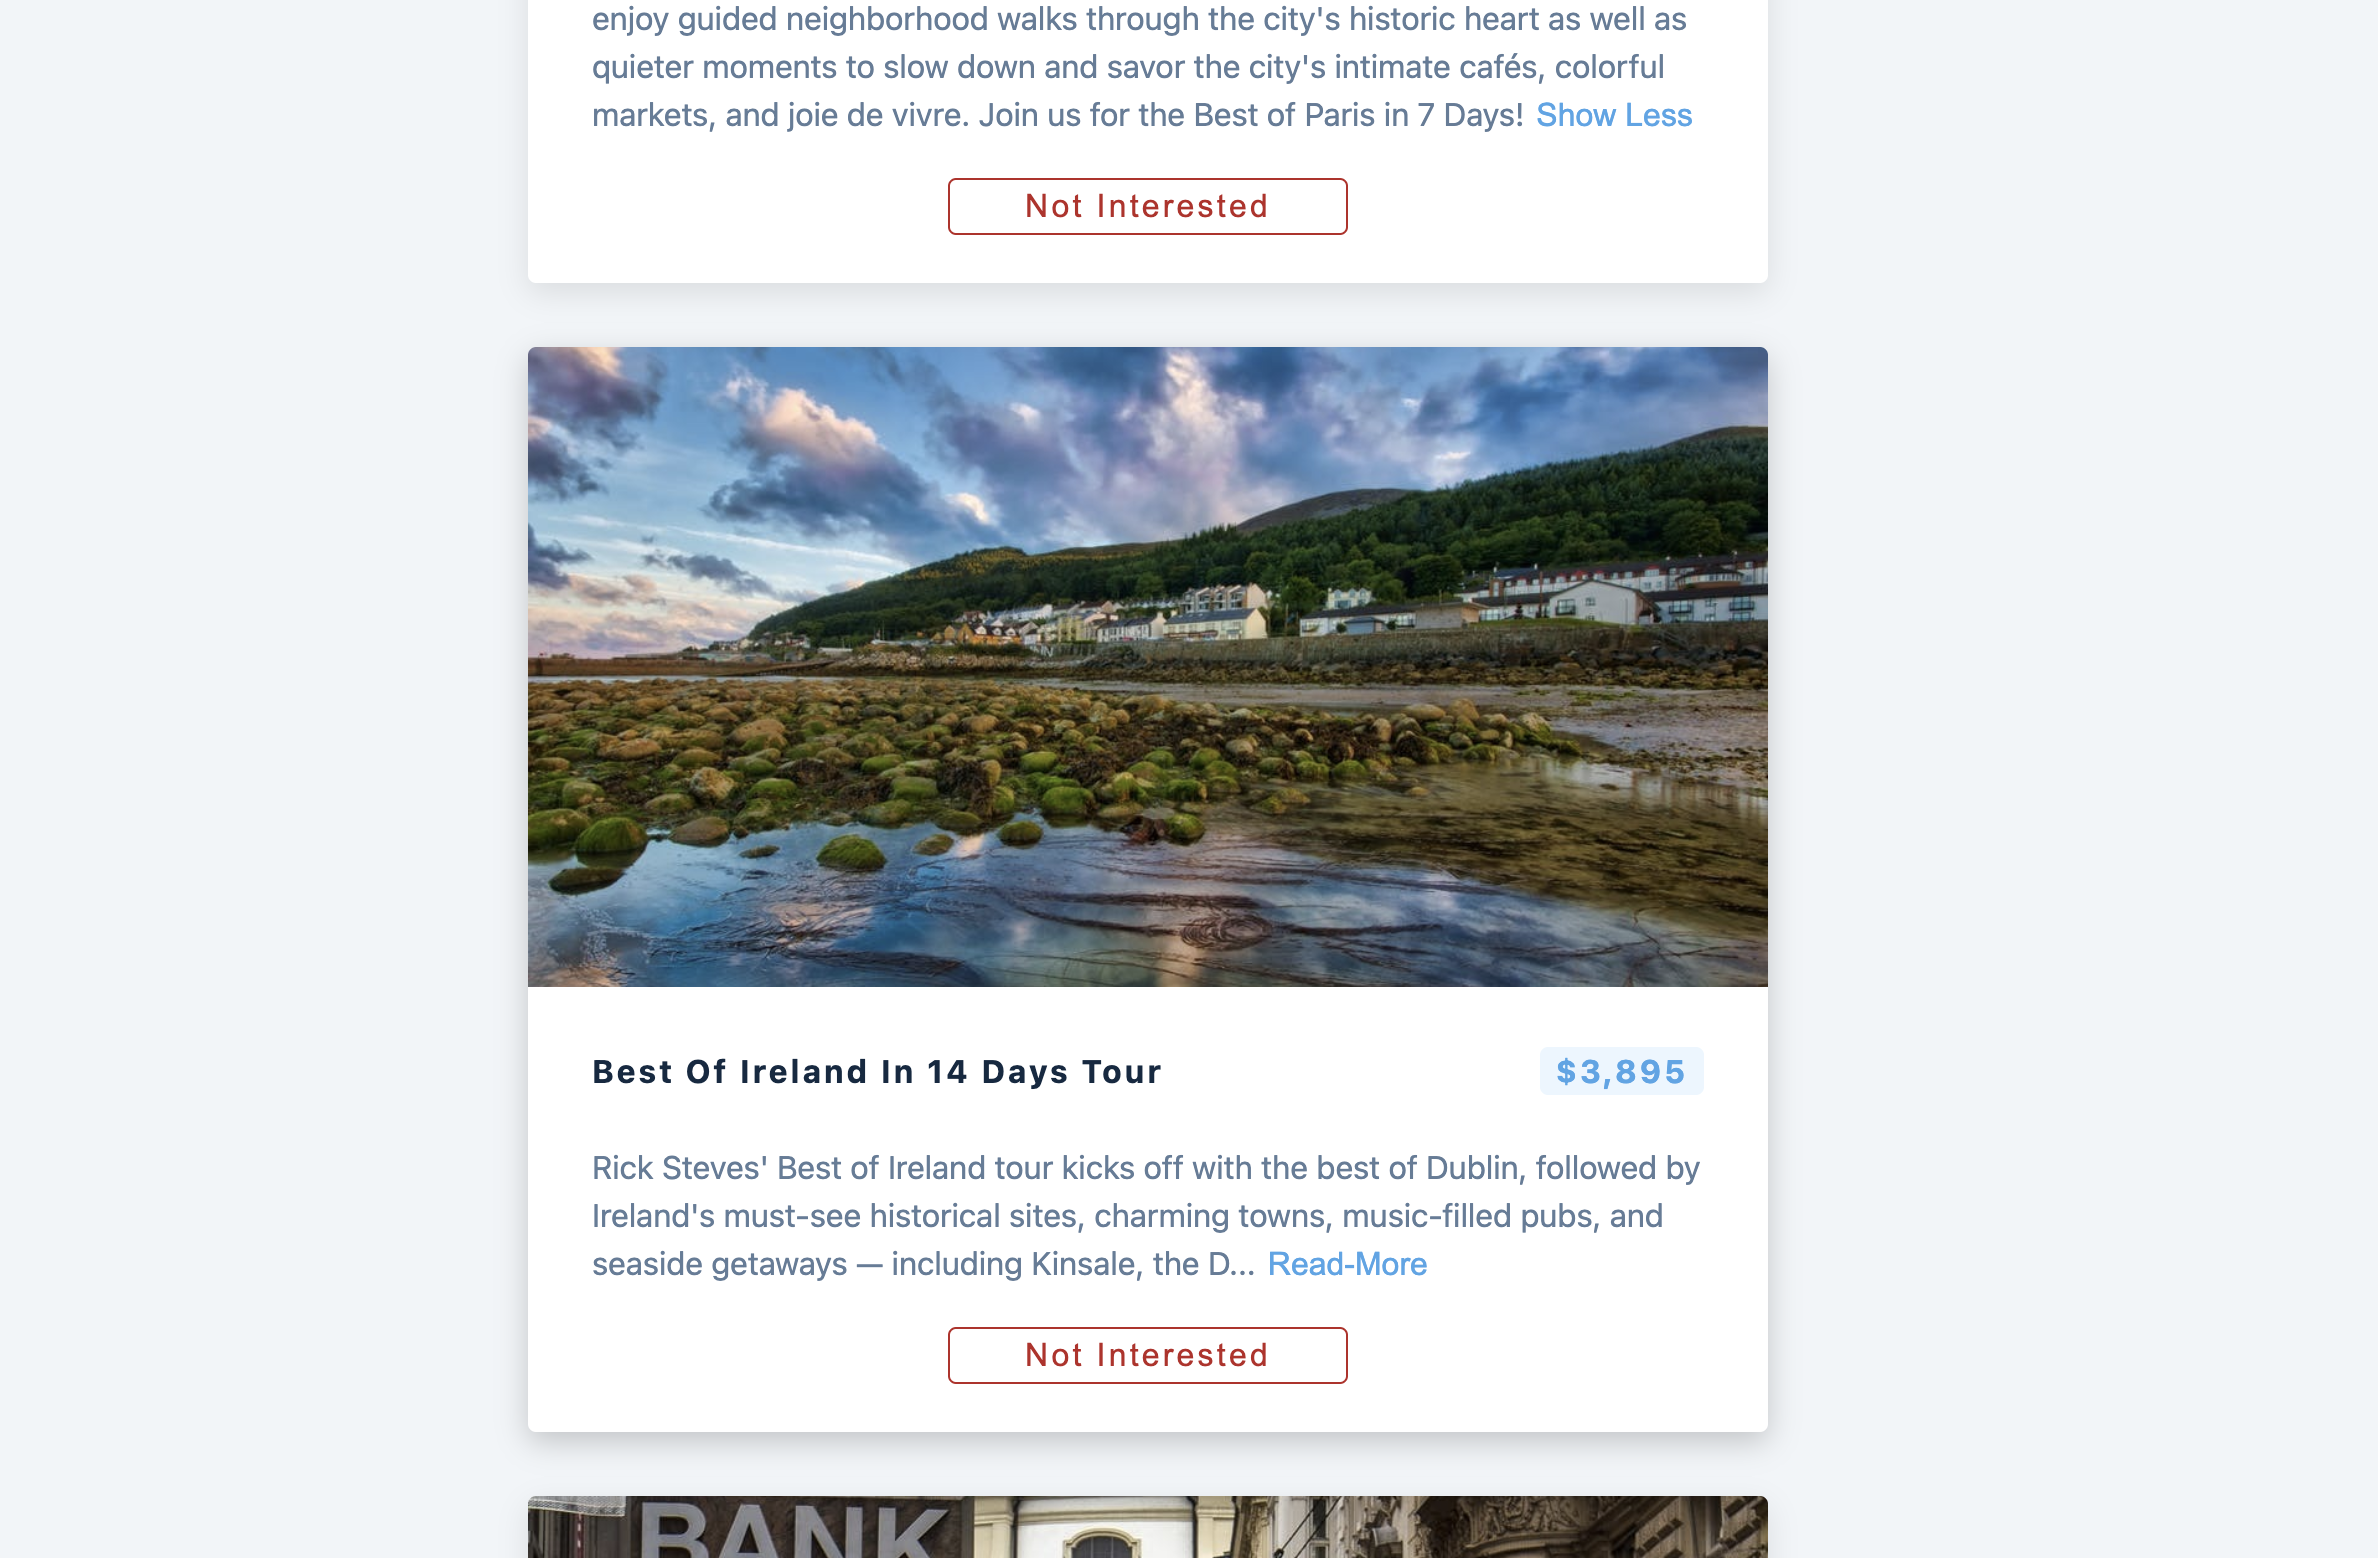 enjoy guided neighborhood walks through the city's historic heart as well as
quieter moments to slow down and savor the city's intimate cafés, colorful
markets, and joie de vivre. Join us for the Best of Paris in 7 Days! Show Less
Not Interested
Best Of Ireland In 14 Days Tour
$3,895
Rick Steves' Best of Ireland tour kicks off with the best of Dublin, followed by
Ireland's must-see historical sites, charming towns, music-filled pubs, and
seaside getaways — including Kinsale, the D... Read-More
Not Interested
BANK